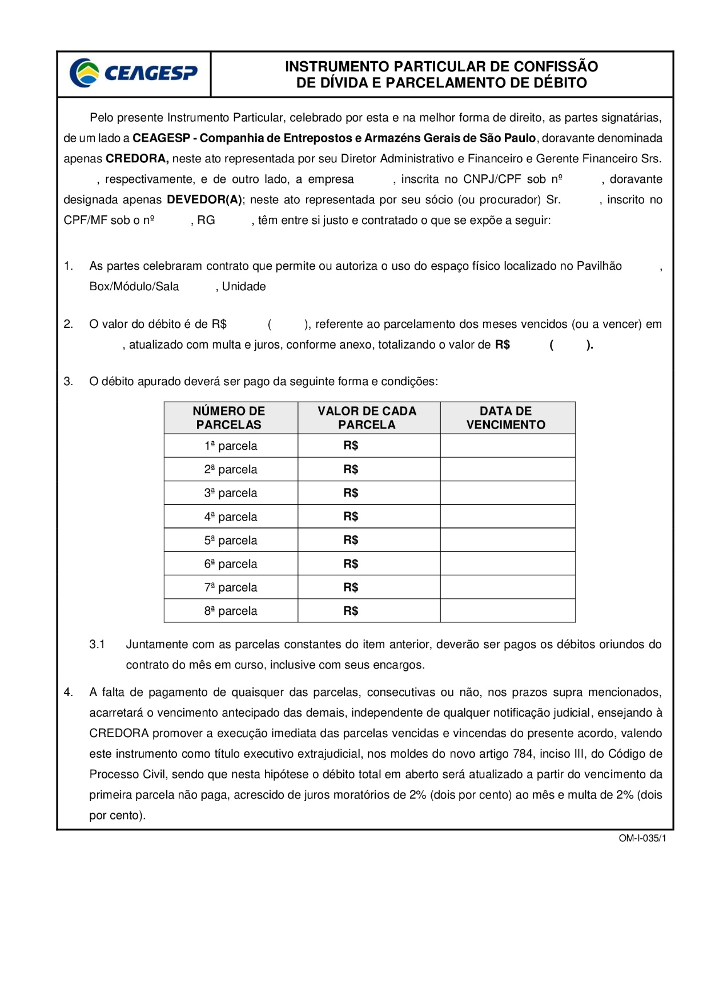 CEAGESP
INSTRUMENTO PARTICULAR DE CONFISSÃO
DE DÍVIDA E PARCELAMENTO DE DÉBITO
Pelo presente Instrumento Particular, celebrado por esta e na melhor forma de direito, as partes signatárias,
de um lado a CEAGESP - Companhia de Entrepostos e Armazéns Gerais de São Paulo, doravante denominada
apenas CREDORA, neste ato representada por seu Diretor Administrativo e Financeiro e Gerente Financeiro Srs.
, respectivamente, e de outro lado, a empresa , inscrita no CNPJ/CPF sob nº , doravante
designada apenas DEVEDOR(A); neste ato representada por seu sócio (ou procurador) Sr. , inscrito no
CPF/MF sob o nº , RG , têm entre si justo e contratado o que se expõe a seguir:
1. As partes celebraram contrato que permite ou autoriza o uso do espaço físico localizado no Pavilhão ,
Box/Módulo/Sala , Unidade
2. O valor do débito é de R$ ( ), referente ao parcelamento dos meses vencidos (ou a vencer) em
, atualizado com multa e juros, conforme anexo, totalizando o valor de R$ ( ).
3. O débito apurado deverá ser pago da seguinte forma e condições:
NÚMERO DE PARCELAS VALOR DE CADA PARCELA DATA DE VENCIMENTO
1ª parcela R$
2ª parcela R$
3ª parcela R$
4ª parcela R$
5ª parcela R$
6ª parcela R$
7ª parcela R$
8ª parcela R$
3.1 Juntamente com as parcelas constantes do item anterior, deverão ser pagos os débitos oriundos do
contrato do mês em curso, inclusive com seus encargos.
4. A falta de pagamento de quaisquer das parcelas, consecutivas ou não, nos prazos supra mencionados,
acarretará o vencimento antecipado das demais, independente de qualquer notificação judicial, ensejando à
CREDORA promover a execução imediata das parcelas vencidas e vincendas do presente acordo, valendo
este instrumento como título executivo extrajudicial, nos moldes do novo artigo 784, inciso III, do Código de
Processo Civil, sendo que nesta hipótese o débito total em aberto será atualizado a partir do vencimento da
primeira parcela não paga, acrescido de juros moratórios de 2% (dois por cento) ao mês e multa de 2% (dois
por cento).
OM-I-035/1